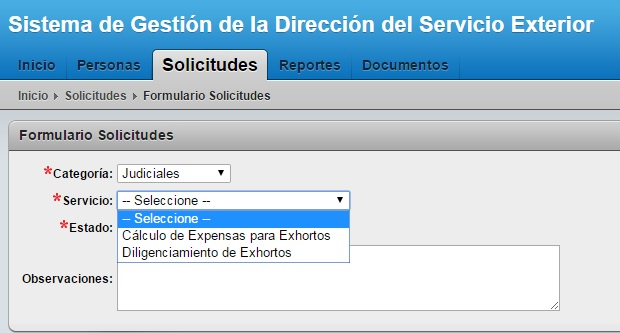 Sistema de Gestión de la Dirección del Servicio Exterior
Inicio Personas Solicitudes Reportes Documentos
Inicio Solicitudes Formulario Solicitudes
Formulario Solicitudes
*Categoría: Judiciales
*Servicio: -- Seleccione --
-- Seleccione --
*Estado:
Cálculo de Expensas para Exhortos
Diligenciamiento de Exhortos
Observaciones: